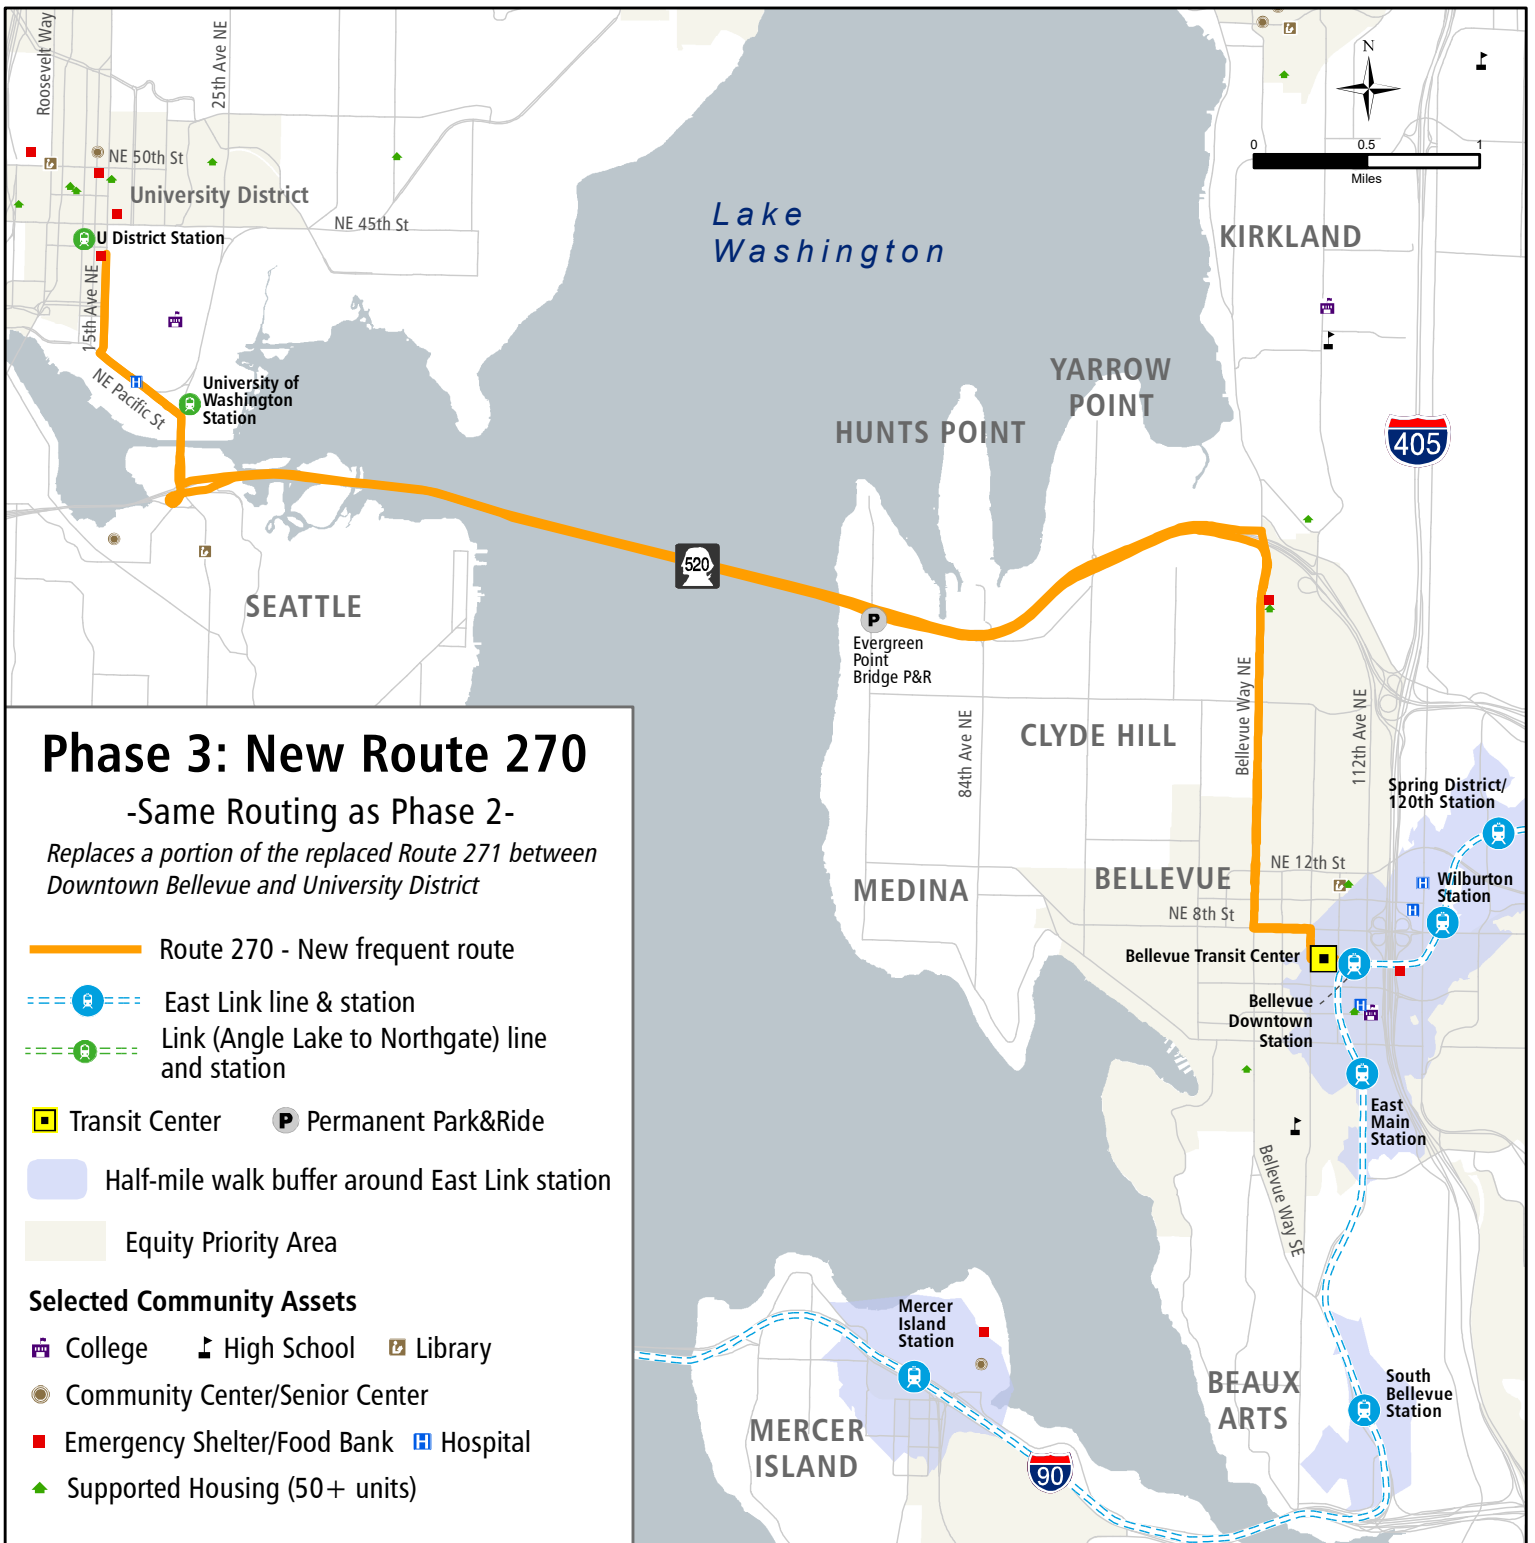 Roosevelt Way
25th Ave NE
N
0 0.5 1
Miles
NE 50th St
University District
NE 45th St
U District Station
15th Ave NE
Lake
Washington
KIRKLAND
University of
Washington
Station
NE Pacific St
YARROW
POINT
HUNTS POINT
405
520
SEATTLE
P
Evergreen
Point
Bridge P&R
84th Ave NE
CLYDE HILL
Bellevue Way NE
112th Ave NE
Spring District/
120th Station
NE 12th St
BELLEVUE
MEDINA
H
Wilburton
Station
H
NE 8th St
Bellevue Transit Center
Bellevue
Downtown
Station
H
East
Main
Station
Bellevue Way SE
Mercer
Island
Station
BEAUX
ARTS
South
Bellevue
Station
MERCER
ISLAND
90
H
Phase 3: New Route 270
-Same Routing as Phase 2-
Replaces a portion of the replaced Route 271 between
Downtown Bellevue and University District
Route 270 - New frequent route
East Link line & station
Link (Angle Lake to Northgate) line
and station
Transit Center P Permanent Park&Ride
Half-mile walk buffer around East Link station
Equity Priority Area
Selected Community Assets
College High School Library
Community Center/Senior Center
Emergency Shelter/Food Bank H Hospital
Supported Housing (50+ units)